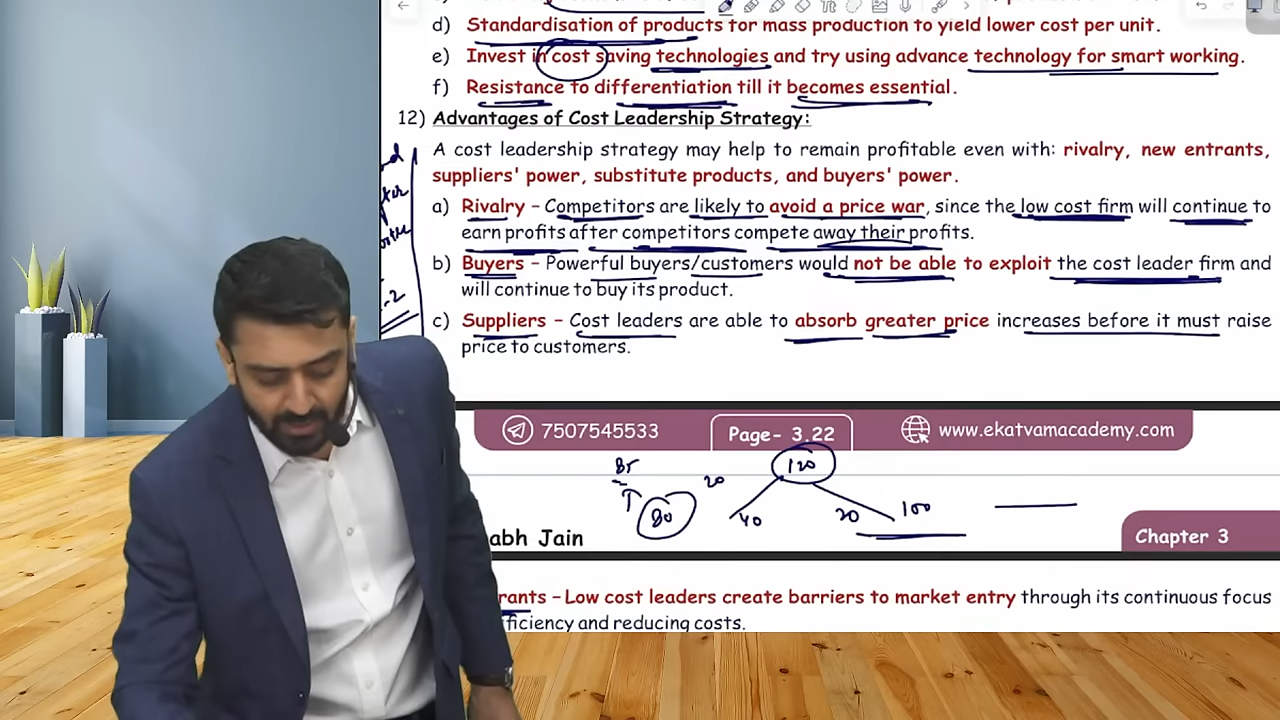 d) Standardisation of products for mass production to yield lower cost per unit.
e) Invest in cost saving technologies and try using advance technology for smart working.
f) Resistance to differentiation till it becomes essential.
12) Advantages of Cost Leadership Strategy:
A cost leadership strategy may help to remain profitable even with: rivalry, new entrants,
suppliers' power, substitute products, and buyers' power.
a) Rivalry – Competitors are likely to avoid a price war, since the low cost firm will continue to
earn profits after competitors compete away their profits.
b) Buyers – Powerful buyers/customers would not be able to exploit the cost leader firm and
will continue to buy its product.
c) Suppliers – Cost leaders are able to absorb greater price increases before it must raise
price to customers.
7507545533 Page- 3.22 www.ekatvamacademy.com
85 20 120
80 40 20 100
abh Jain Chapter 3
rants – Low cost leaders create barriers to market entry through its continuous focus
fficiency and reducing costs.